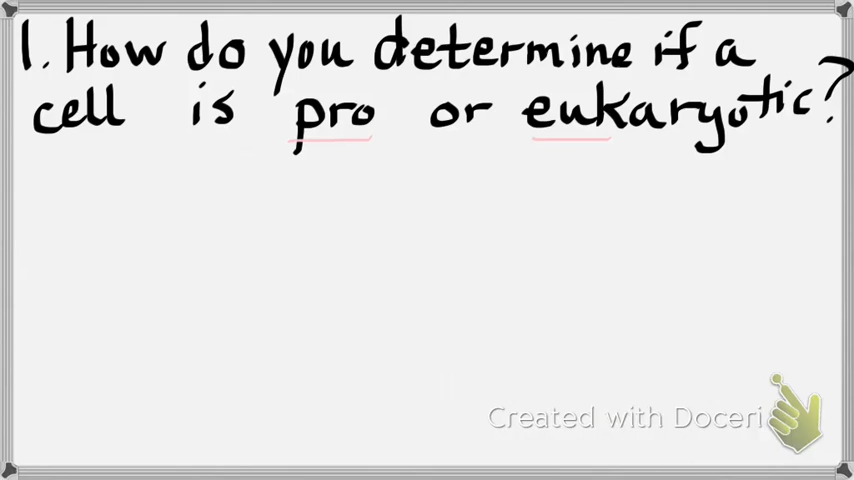 1. How do you determine if a
cell is pro or eukaryotic?
Created with Doceri